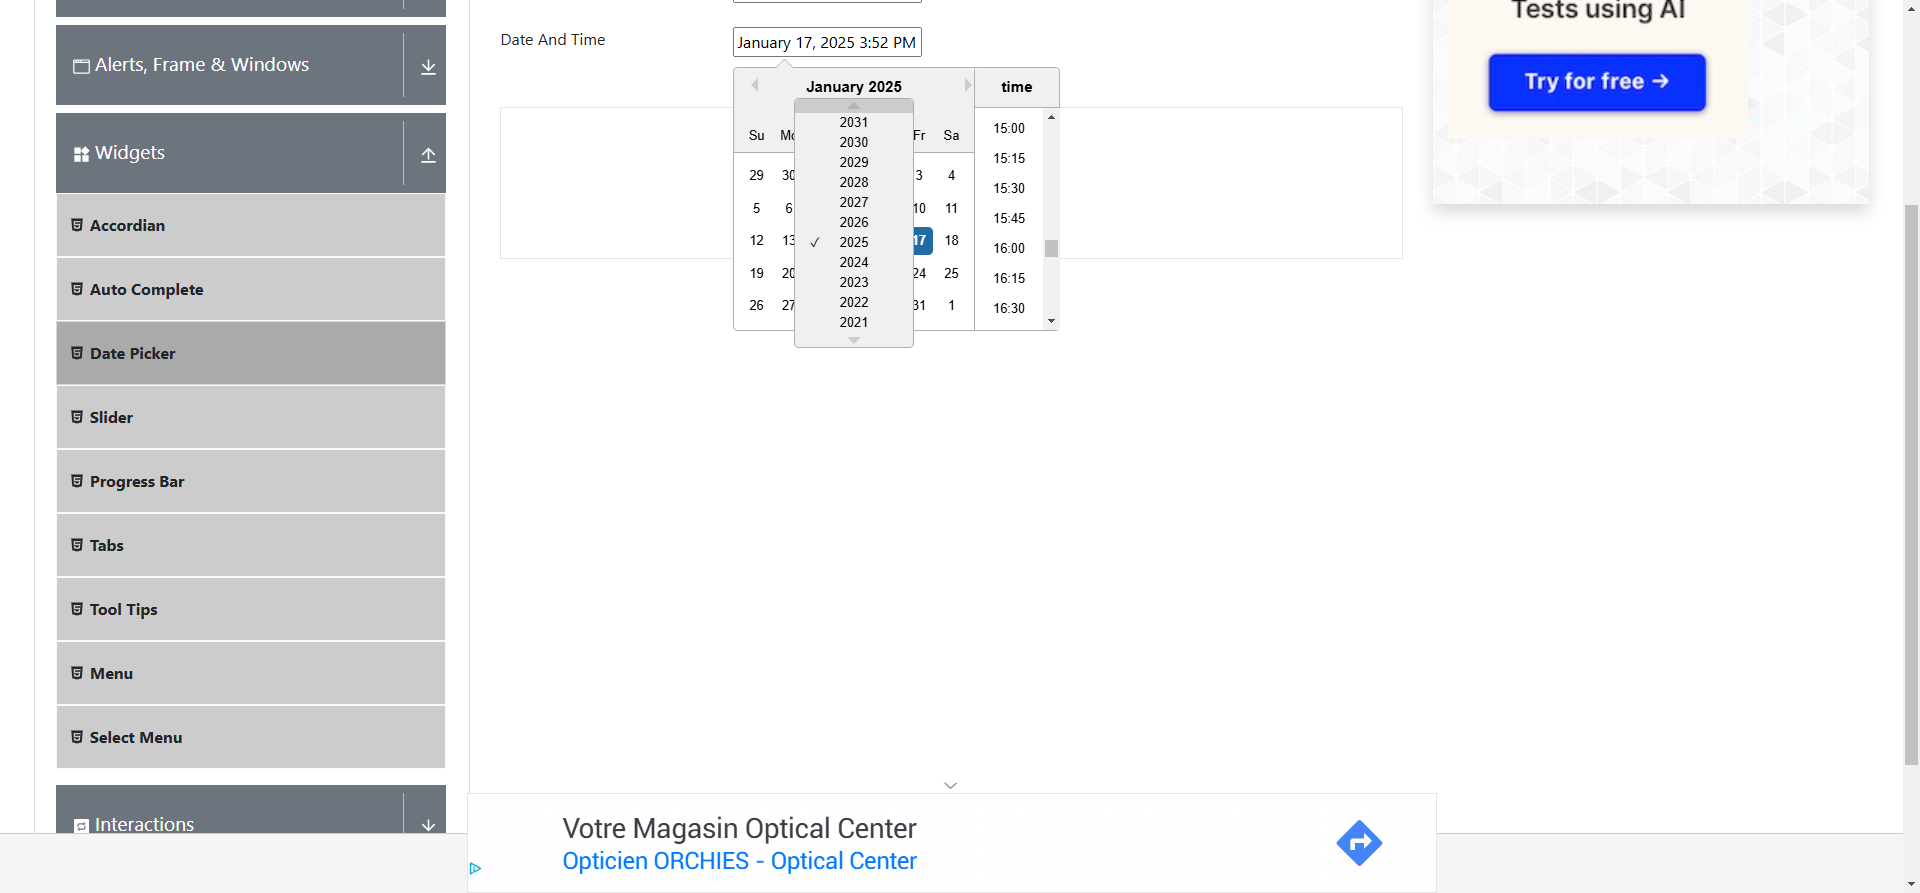 Tests using AI
Try for free →
Date And Time
January 17, 2025 3:52 PM
Alerts, Frame & Windows
Widgets
Accordian
Auto Complete
Date Picker
Slider
Progress Bar
Tabs
Tool Tips
Menu
Select Menu
Interactions
January 2025
time
2031
2030
2029
2028
2027
2026
✓ 2025
2024
2023
2022
2021
Su Fr Sa
29 30 3 4
5 6 10 11
12 13 17 18
19 20 24 25
26 27 31 1
15:00
15:15
15:30
15:45
16:00
16:15
16:30
Votre Magasin Optical Center
Opticien ORCHIES - Optical Center